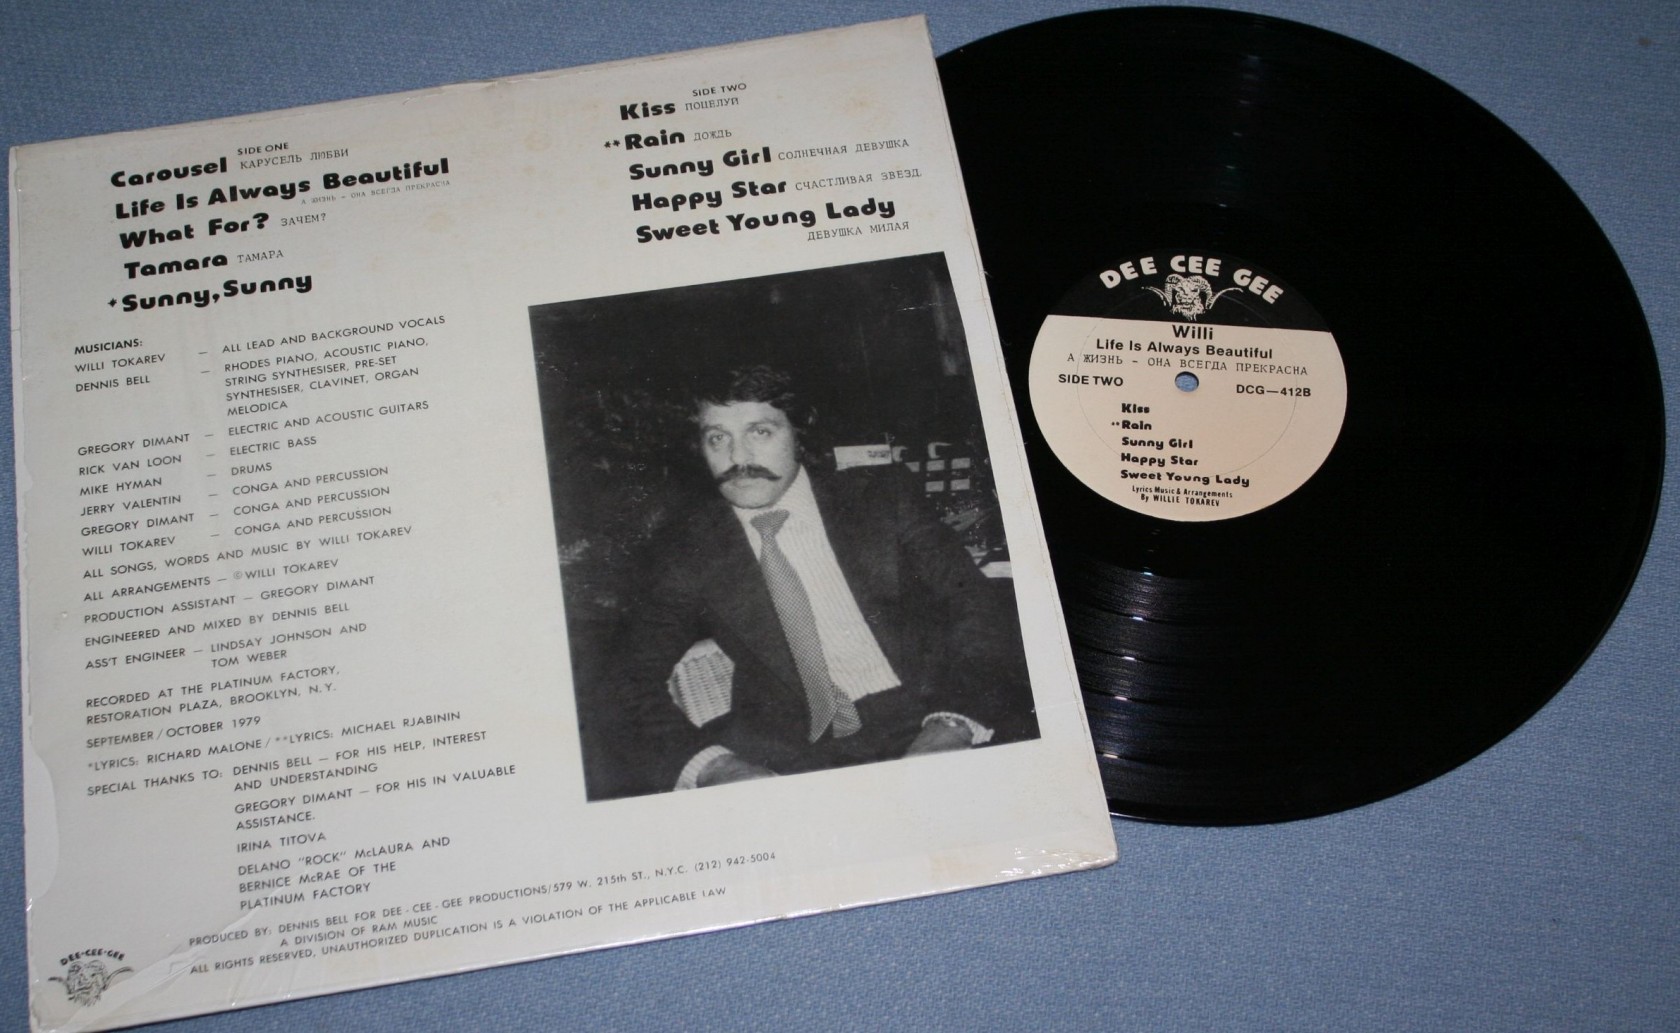 SIDE ONE
Carousel КАРУСЕЛЬ ЛЮБВИ
Life Is Always Beautiful
А ЖИЗНЬ - ОНА ВСЕГДА ПРЕКРАСНА
What For? ЗАЧЕМ?
Tamara ТАМАРА
*Sunny, Sunny
SIDE TWO
Kiss ПОЦЕЛУЙ
**Rain ДОЖДЬ
Sunny Girl СОЛНЕЧНАЯ ДЕВУШКА
Happy Star СЧАСТЛИВАЯ ЗВЕЗД
Sweet Young Lady
ДЕВУШКА МИЛАЯ
MUSICIANS:
WILLI TOKAREV — ALL LEAD AND BACKGROUND VOCALS
DENNIS BELL — RHODES PIANO, ACOUSTIC PIANO,
STRING SYNTHESISER, PRE-SET
SYNTHESISER, CLAVINET, ORGAN
MELODICA
GREGORY DIMANT — ELECTRIC AND ACOUSTIC GUITARS
RICK VAN LOON — ELECTRIC BASS
MIKE HYMAN — DRUMS
JERRY VALENTIN — CONGA AND PERCUSSION
GREGORY DIMANT — CONGA AND PERCUSSION
WILLI TOKAREV — CONGA AND PERCUSSION
ALL SONGS, WORDS AND MUSIC BY WILLI TOKAREV
ALL ARRANGEMENTS — ©WILLI TOKAREV
PRODUCTION ASSISTANT — GREGORY DIMANT
ENGINEERED AND MIXED BY DENNIS BELL
ASS'T ENGINEER — LINDSAY JOHNSON AND
TOM WEBER
RECORDED AT THE PLATINUM FACTORY,
RESTORATION PLAZA, BROOKLYN, N.Y.
SEPTEMBER/OCTOBER 1979
*LYRICS: RICHARD MALONE/**LYRICS: MICHAEL RJABININ
SPECIAL THANKS TO: DENNIS BELL — FOR HIS HELP, INTEREST
AND UNDERSTANDING
GREGORY DIMANT — FOR HIS IN VALUABLE
ASSISTANCE.
IRINA TITOVA
DELANO "ROCK" McLAURA AND
BERNICE McRAE OF THE
PLATINUM FACTORY
PRODUCED BY: DENNIS BELL FOR DEE-CEE-GEE PRODUCTIONS/579 W. 215th ST., N.Y.C. (212) 942-5004
A DIVISION OF RAM MUSIC
ALL RIGHTS RESERVED, UNAUTHORIZED DUPLICATION IS A VIOLATION OF THE APPLICABLE LAW
DEE-CEE-GEE
DEE CEE GEE
Willi
Life Is Always Beautiful
А ЖИЗНЬ - ОНА ВСЕГДА ПРЕКРАСНА
SIDE TWO DCG—412B
Kiss
**Rain
Sunny Girl
Happy Star
Sweet Young Lady
Lyrics Music & Arrangements
By WILLIE TOKAREV